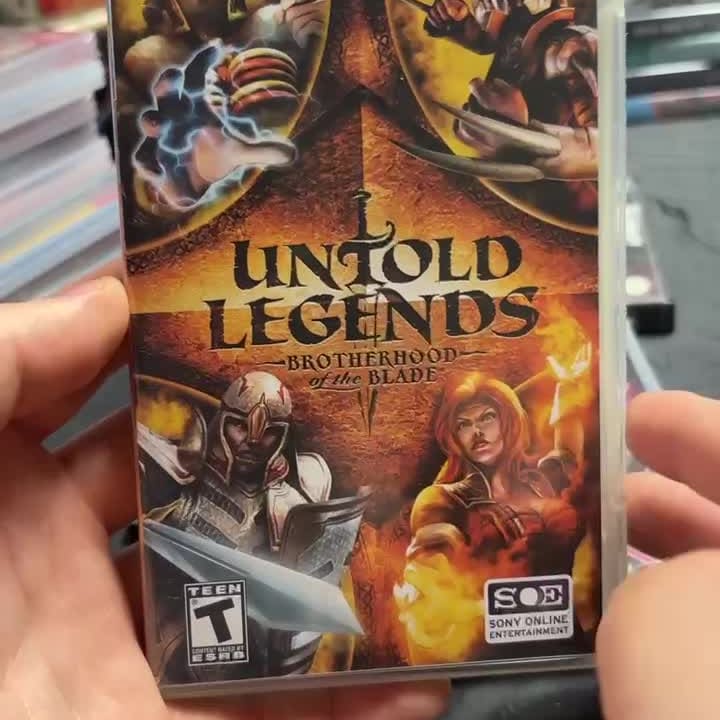 UNTOLD
LEGENDS
BROTHERHOOD
of the BLADE
TEEN
T
CONTENT RATED BY
ESRB
SOE
SONY ONLINE
ENTERTAINMENT